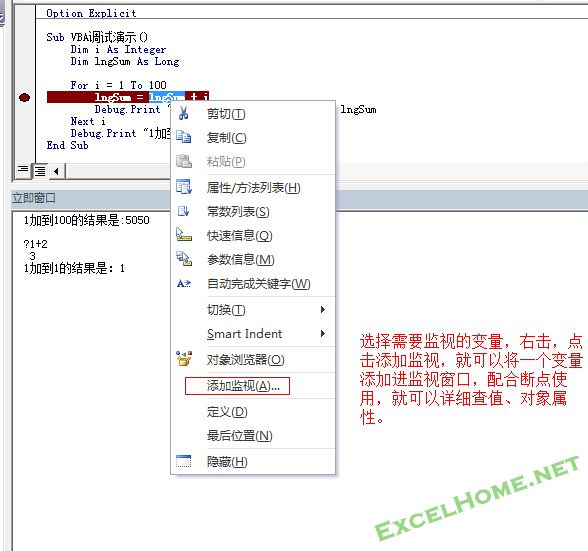 Option Explicit
Sub VBA调试演示()
Dim i As Integer
Dim lngSum As Long
For i = 1 To 100
lngSum = lngSum + i
Debug.Print " lngSum
Next i
Debug.Print "1加到
End Sub
剪切(T)
复制(C)
粘贴(P)
属性/方法列表(H)
常数列表(S)
快速信息(Q)
参数信息(M)
自动完成关键字(W)
切换(T)
Smart Indent
对象浏览器(O)
添加监视(A)...
定义(D)
最后位置(N)
隐藏(H)
立即窗口
1加到100的结果是:5050
?1+2
3
1加到1的结果是: 1
选择需要监视的变量，右击，点
击添加监视，就可以将一个变量
添加进监视窗口，配合断点使
用，就可以详细查值、对象属
性。
EXCELHOME.NET